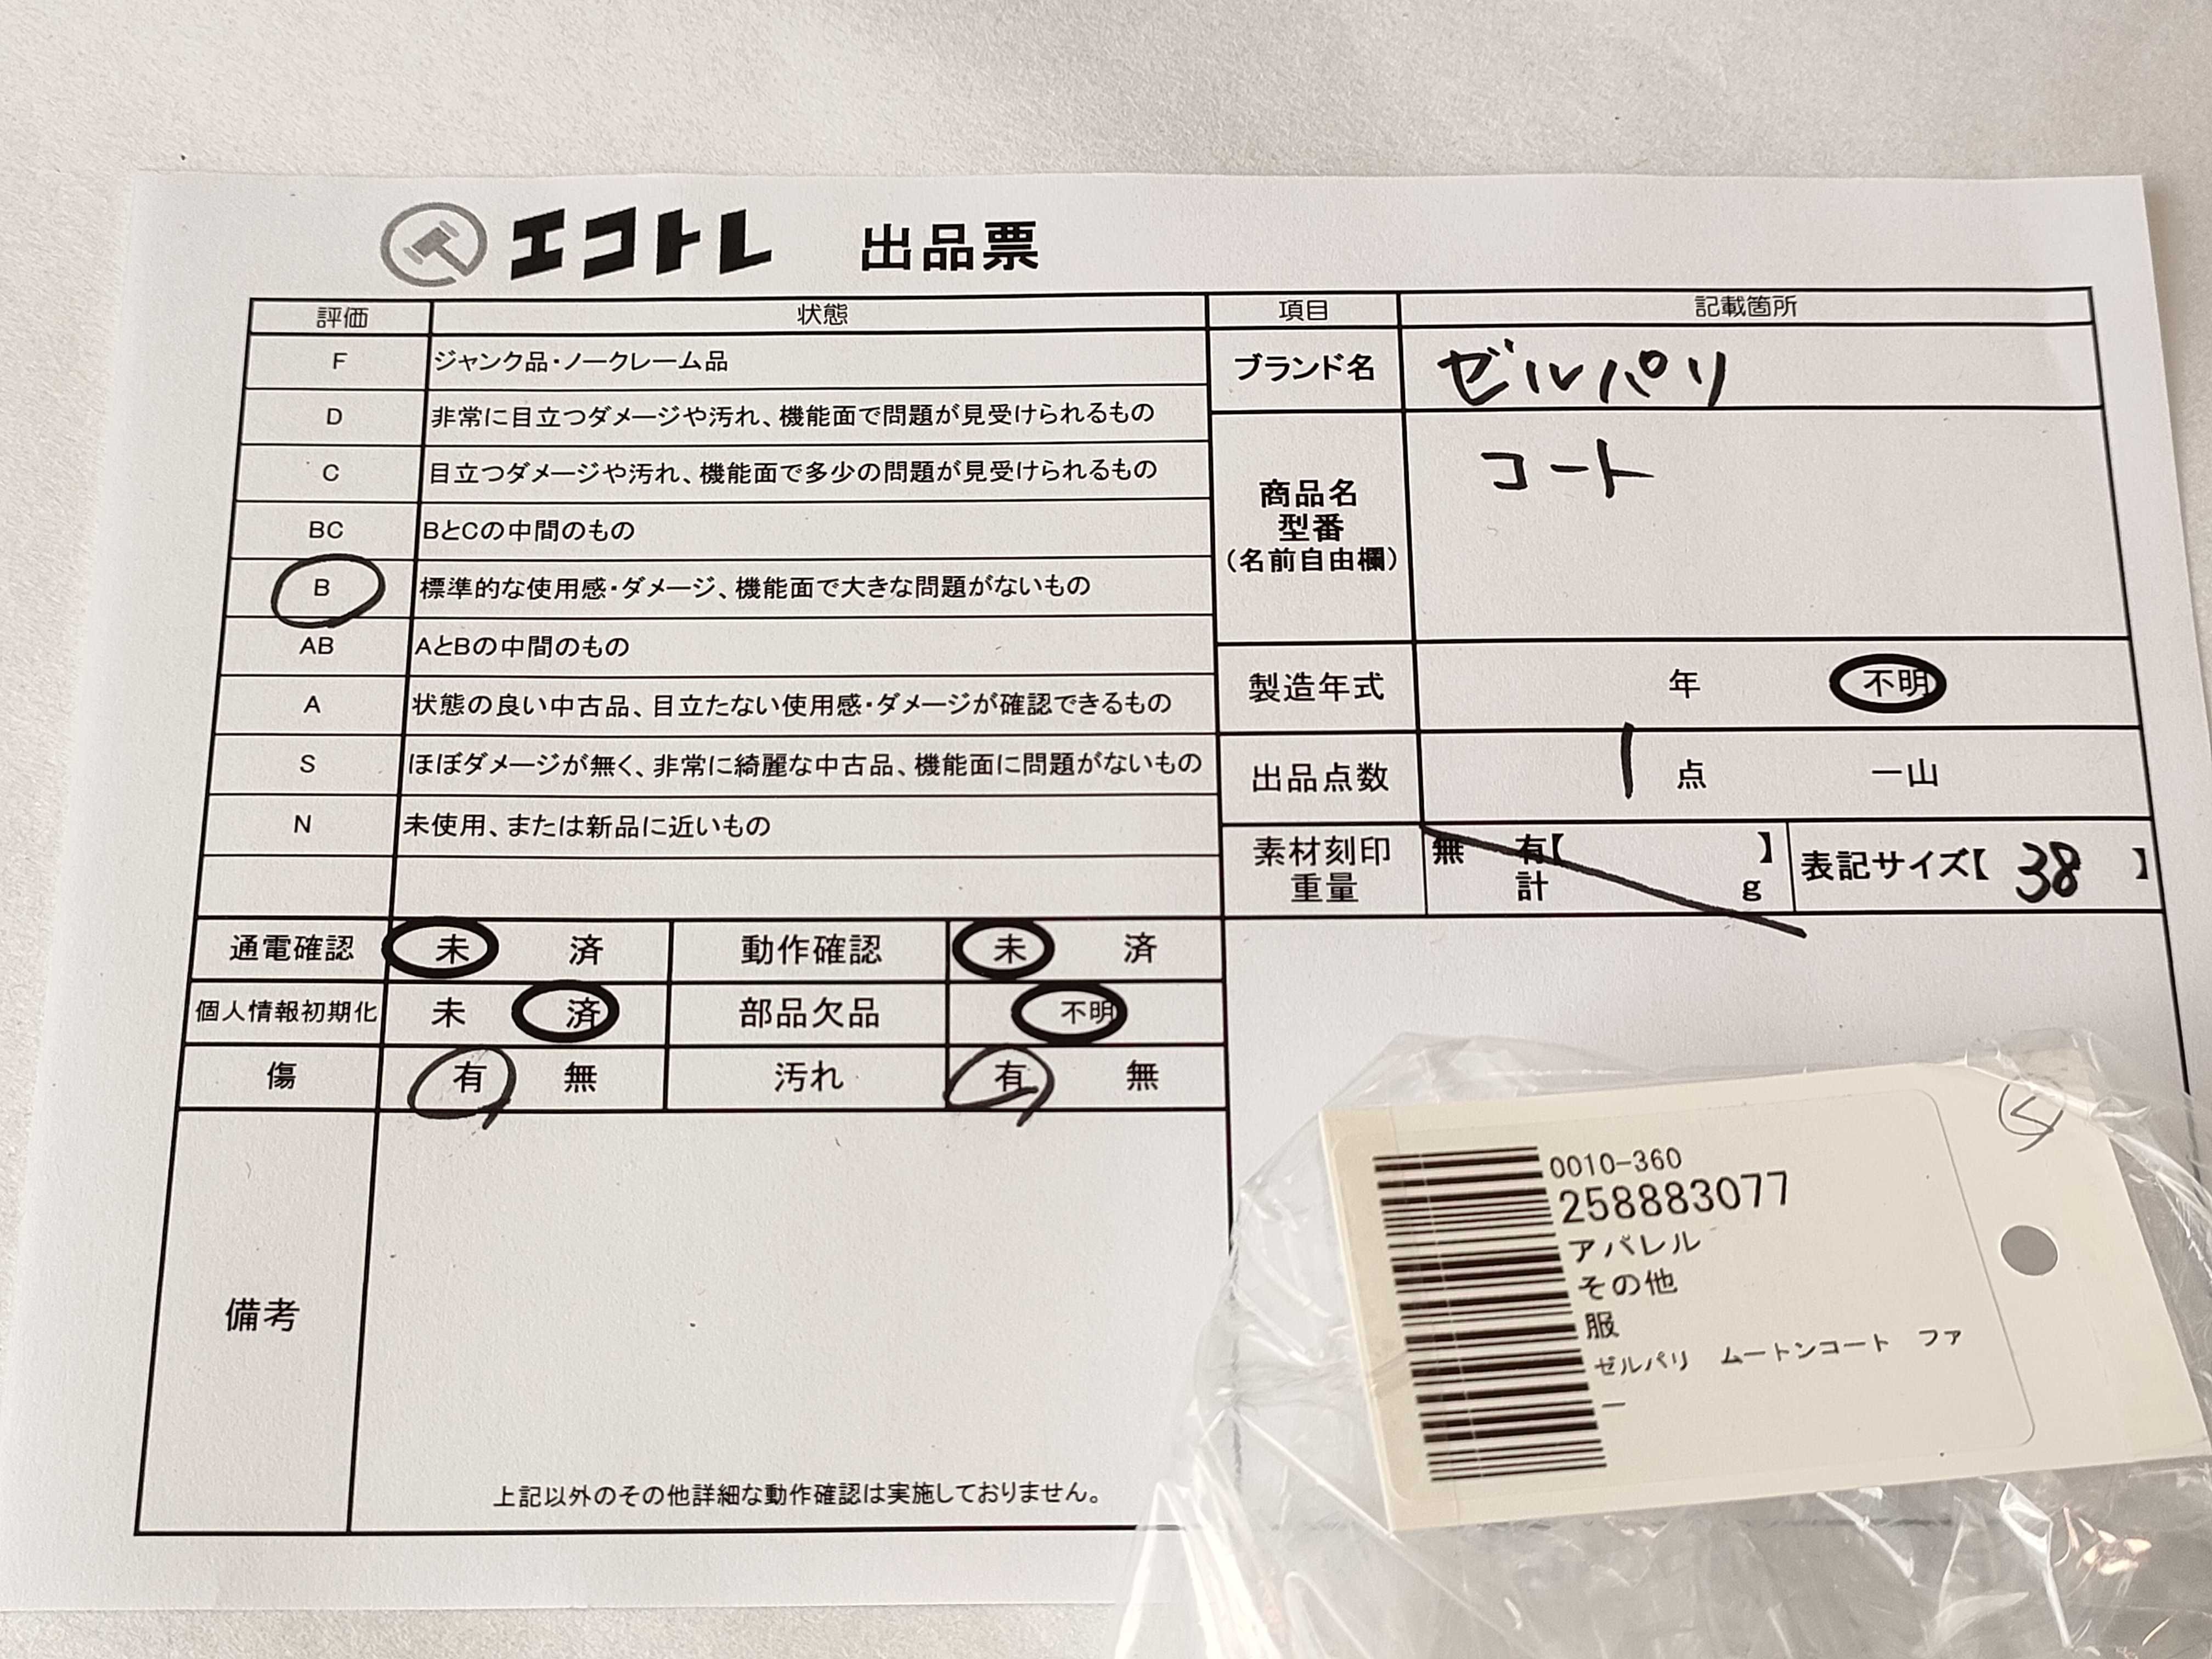 エコトレ 出品票
評価 状態 項目 記載箇所
F ジャンク品・ノークレーム品
D 非常に目立つダメージや汚れ、機能面で問題が見受けられるもの
C 目立つダメージや汚れ、機能面で多少の問題が見受けられるもの
BC BとCの中間のもの
B 標準的な使用感・ダメージ、機能面で大きな問題がないもの
AB AとBの中間のもの
A 状態の良い中古品、目立たない使用感・ダメージが確認できるもの
S ほぼダメージが無く、非常に綺麗な中古品、機能面に問題がないもの
N 未使用、または新品に近いもの
ブランド名 ゼルパリ
商品名
型番
(名前自由欄)
コート
製造年式 年 不明
出品点数 1 点 一山
素材刻印
重量
無 有【 】
計 g
表記サイズ【 38 】
通電確認 未 済 動作確認 未 済
個人情報初期化 未 済 部品欠品 不明
傷 有 無 汚れ 有 無
備考
上記以外のその他詳細な動作確認は実施しておりません。
0010-360
258883077
アパレル
その他
服
ゼルパリ ムートンコート ファ
ー